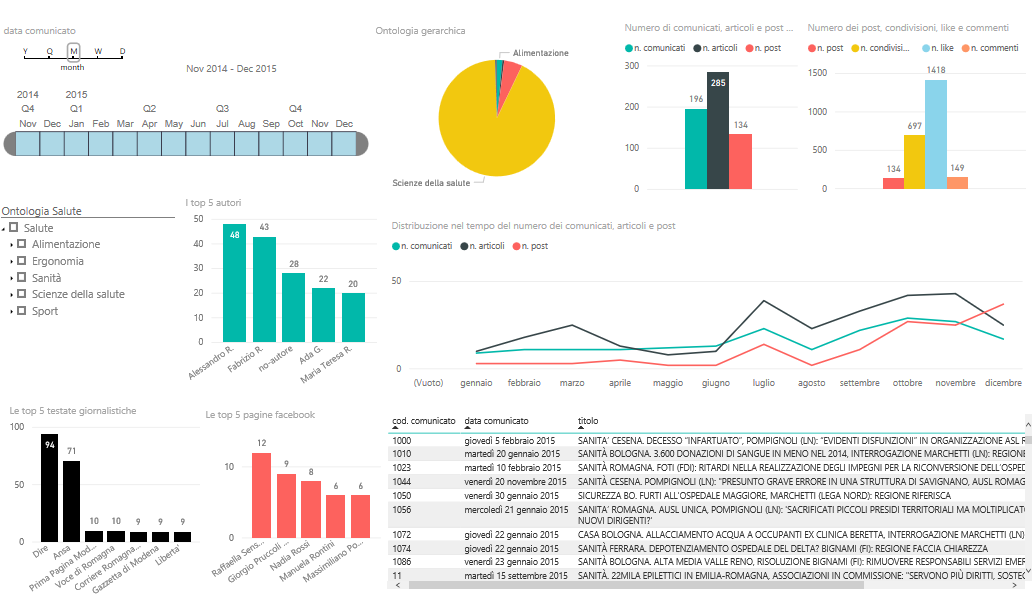 data comunicato
Y Q M W D
month
Nov 2014 - Dec 2015
2014 2015
Q4 Q1 Q2 Q3 Q4
Nov Dec Jan Feb Mar Apr May Jun Jul Aug Sep Oct Nov Dec
Ontologia gerarchica
Alimentazione
Scienze della salute
Numero di comunicati, articoli e post ...
n. comunicati n. articoli n. post
300
200
100
0
196
285
134
Numero dei post, condivisioni, like e commenti
n. post n. condivisi... n. like n. commenti
1500
1000
500
0
134
697
1418
149
Ontologia Salute
Salute
Alimentazione
Ergonomia
Sanità
Scienze della salute
Sport
I top 5 autori
50
40
30
20
10
0
48
43
28
22
20
Alessandro R.
Fabrizio R.
no-autore
Ada G.
Maria Teresa R.
Distribuzione nel tempo del numero dei comunicati, articoli e post
n. comunicati n. articoli n. post
50
0
(Vuoto) gennaio febbraio marzo aprile maggio giugno luglio agosto settembre ottobre novembre dicembre
Le top 5 testate giornalistiche
100
50
0
94
71
10
10
9
9
9
Dire
Ansa
Prima Pagina Mod...
Voce di Romagna
Corriere Romagna...
Gazzetta di Modena
Liberta'
Le top 5 pagine facebook
10
0
12
9
8
6
6
Raffaella Sens...
Giorgio Pruccoli ...
Nadia Rossi
Manuela Rontini
Massimiliano Po...
cod. comunicato data comunicato titolo
1000 giovedì 5 febbraio 2015 SANITA' CESENA. DECESSO "INFARTUATO", POMPIGNOLI (LN): "EVIDENTI DISFUNZIONI" IN ORGANIZZAZIONE ASL
1010 martedì 20 gennaio 2015 SANITÀ BOLOGNA. 3.600 DONAZIONI DI SANGUE IN MENO NEL 2014, INTERROGAZIONE MARCHETTI (LN): REGIONE
1023 martedì 10 febbraio 2015 SANITÀ ROMAGNA. FOTI (FDI): RITARDI NELLA REALIZZAZIONE DEGLI IMPEGNI PER LA RICONVERSIONE DELL'OSPE
1044 venerdì 20 novembre 2015 SANITÀ CESENA. POMPIGNOLI (LN): "PRESUNTO GRAVE ERRORE IN UNA STRUTTURA DI SAVIGNANO, AUSL ROMAG
1050 venerdì 30 gennaio 2015 SICUREZZA BO. FURTI ALL'OSPEDALE MAGGIORE, MARCHETTI (LEGA NORD): REGIONE RIFERISCA
1056 mercoledì 21 gennaio 2015 SANITA' ROMAGNA. AUSL UNICA, POMPIGNOLI (LN): 'SACRIFICATI PICCOLI PRESIDI TERRITORIALI MA MOLTIPLICAT
NUOVI DIRIGENTI?'
1072 giovedì 22 gennaio 2015 CASA BOLOGNA. ALLACCIAMENTO ACQUA A OCCUPANTI EX CLINICA BERETTA, INTERROGAZIONE MARCHETTI (LN)
1074 giovedì 22 gennaio 2015 SANITÀ FERRARA. DEPOTENZIAMENTO OSPEDALE DEL DELTA? BIGNAMI (FI): REGIONE FACCIA CHIAREZZA
1086 venerdì 23 gennaio 2015 SANITÀ BOLOGNA. ALTA MEDIA VALLE RENO, RISOLUZIONE BIGNAMI (FI): RIMUOVERE RESPONSABILI SERVIZI EMER
11 martedì 15 settembre 2015 SANITÀ. 22MILA EPILETTICI IN EMILIA-ROMAGNA, ASSOCIAZIONI IN COMMISSIONE: "SERVONO PIÙ DIRITTI, SOSTEG